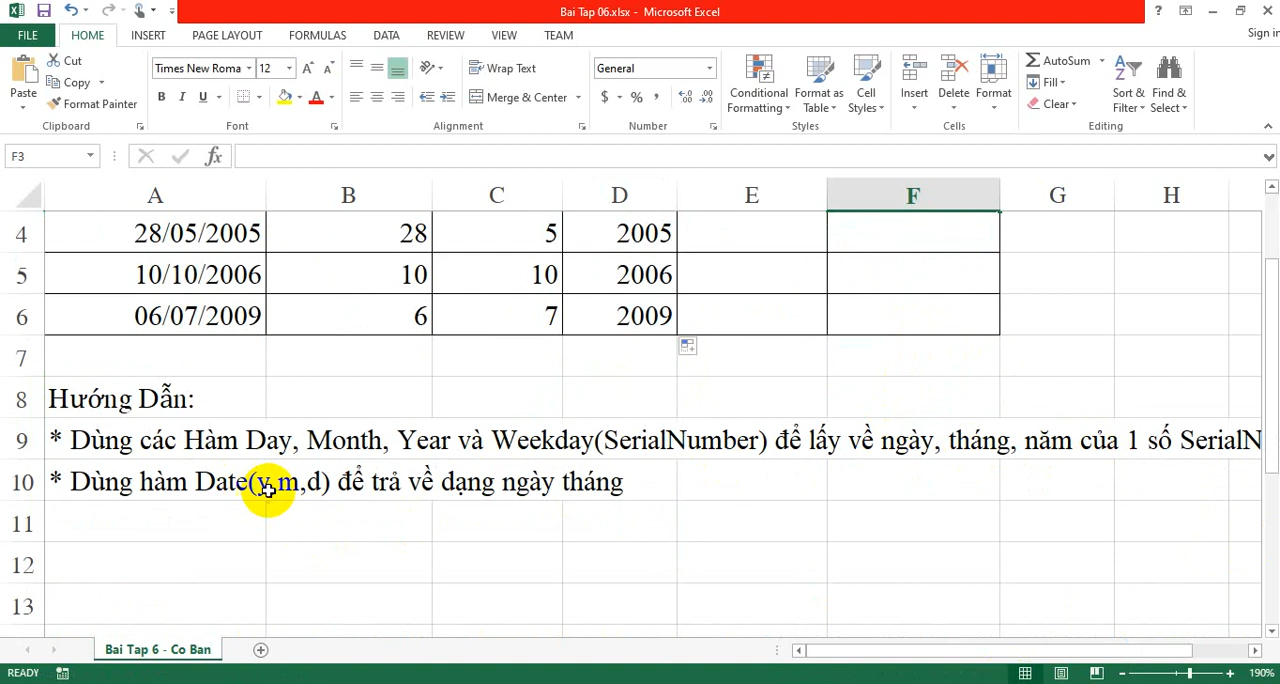 Bai Tap 06.xlsx - Microsoft Excel
?
FILE HOME INSERT PAGE LAYOUT FORMULAS DATA REVIEW VIEW TEAM Sign in
Paste
Cut
Copy
Format Painter
Clipboard
Times New Roma 12 A A
B I U A
Font
Wrap Text
Merge & Center
Alignment
General
$ % , .00 .0
Number
Conditional Formatting
Format as Table
Cell Styles
Styles
Insert Delete Format
Cells
AutoSum
Fill
Clear
Sort & Filter
Find & Select
Editing
F3 fx
A B C D E F G H
4 28/05/2005 28 5 2005
5 10/10/2006 10 10 2006
6 06/07/2009 6 7 2009
7
8 Hướng Dẫn:
9 * Dùng các Hàm Day, Month, Year và Weekday(SerialNumber) để lấy về ngày, tháng, năm của 1 số SerialN
10 * Dùng hàm Date(y,m,d) để trả về dạng ngày tháng
11
12
13
Bai Tap 6 - Co Ban
READY 190%